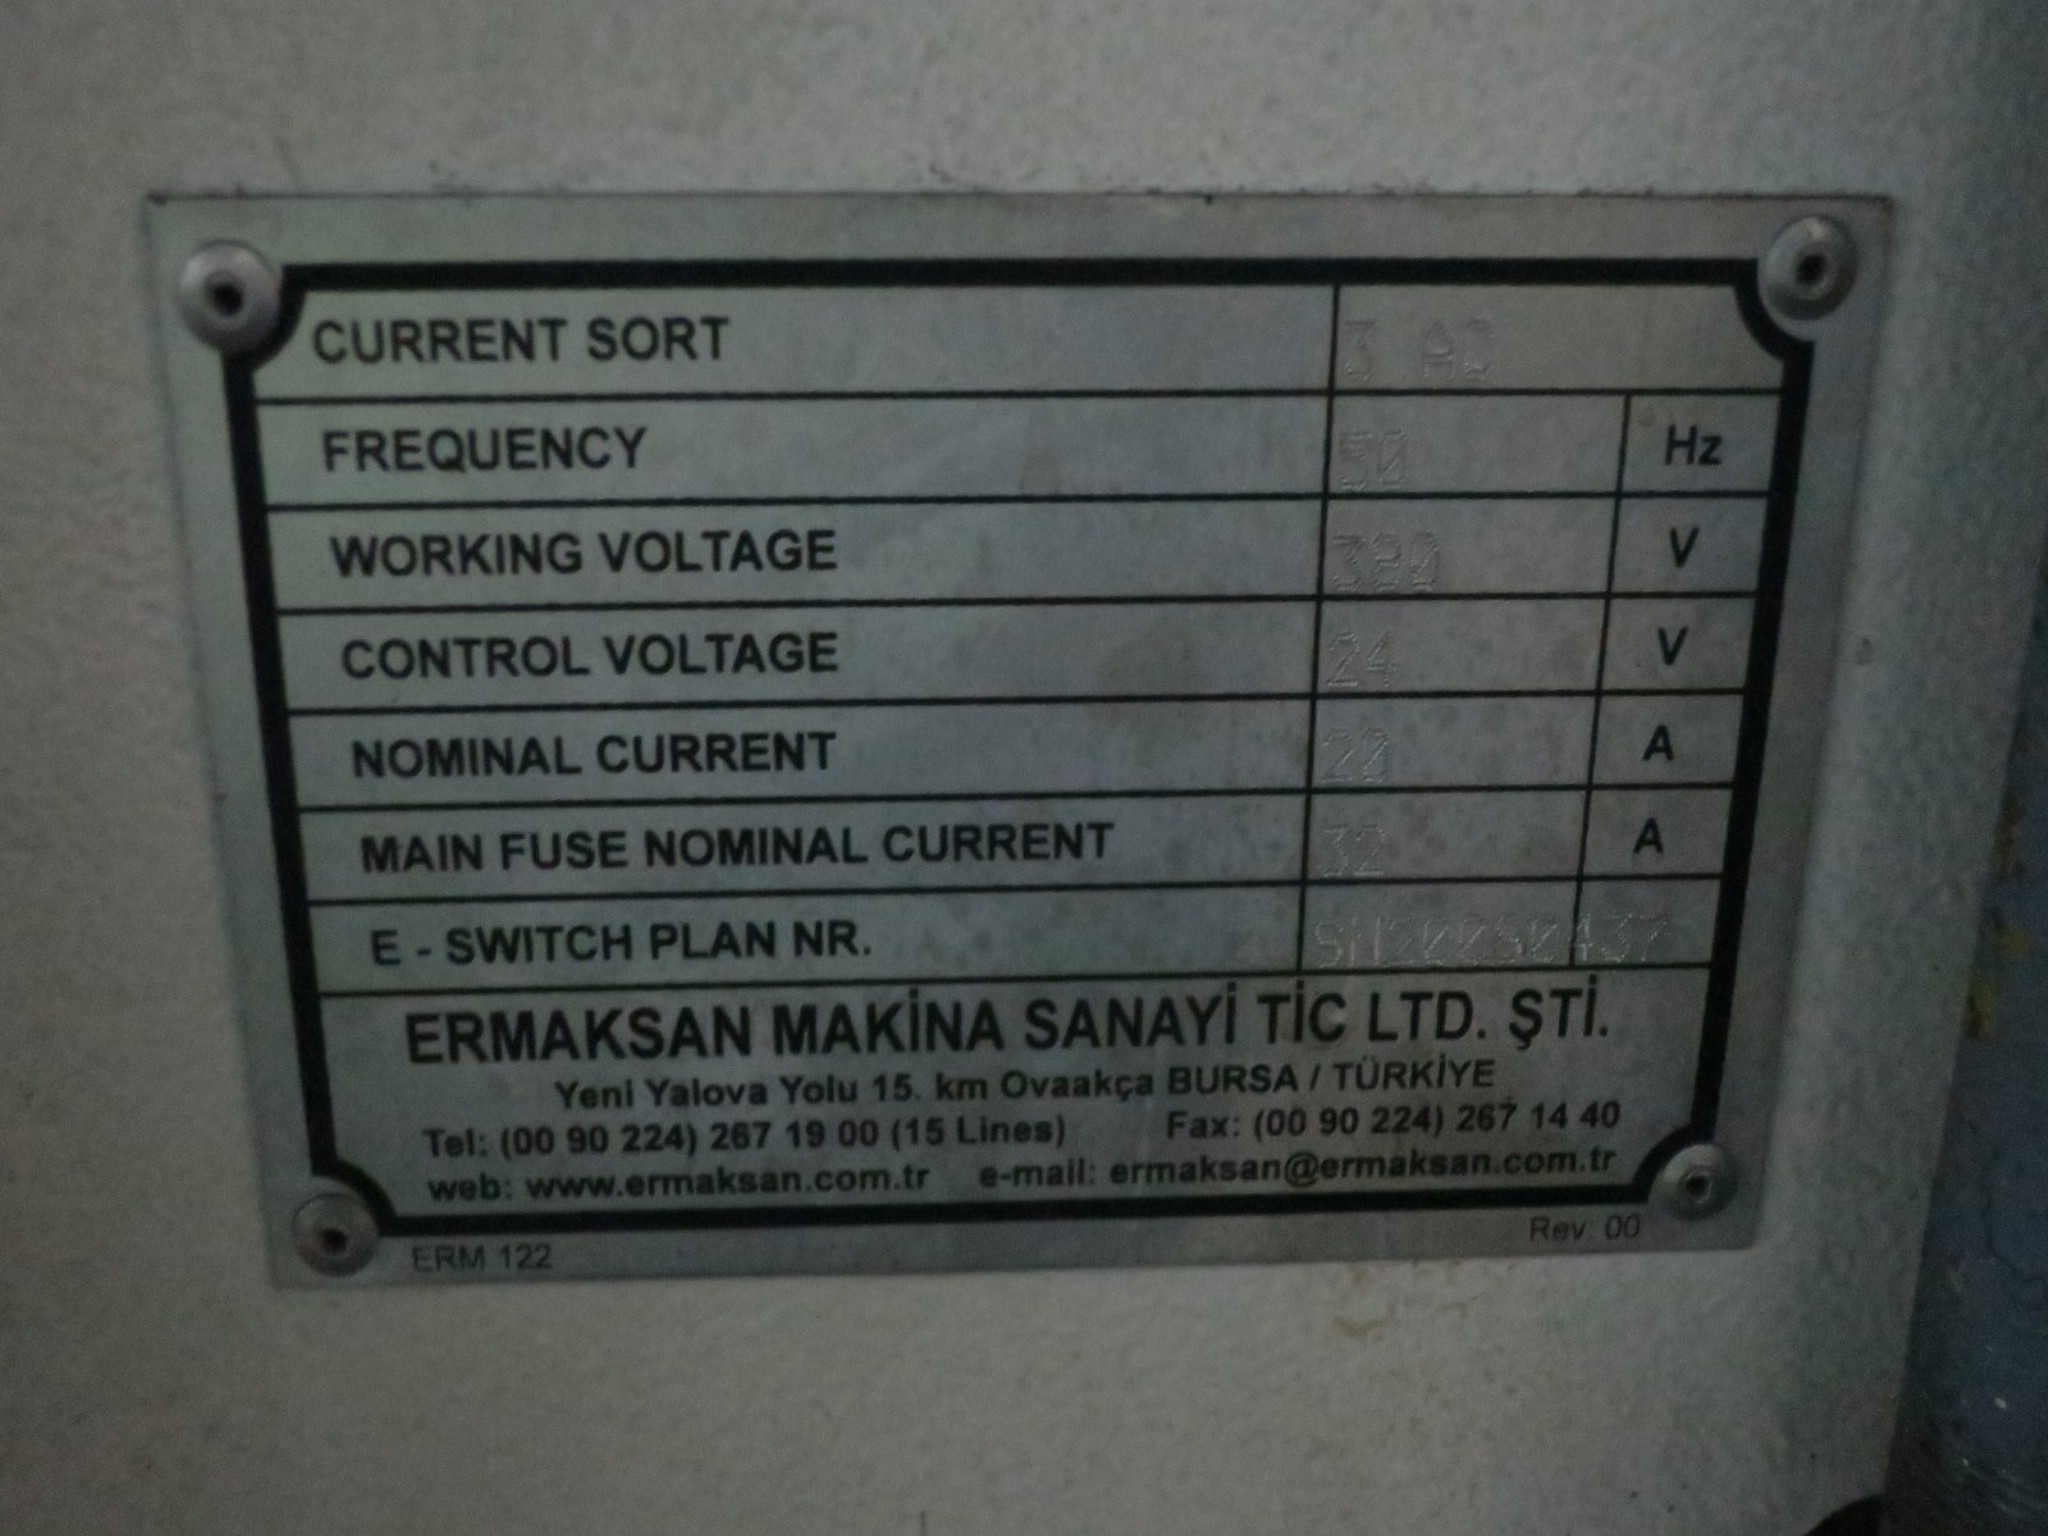 CURRENT SORT 3 AC
FREQUENCY 50 Hz
WORKING VOLTAGE 380 V
CONTROL VOLTAGE 24 V
NOMINAL CURRENT 20 A
MAIN FUSE NOMINAL CURRENT 32 A
E - SWITCH PLAN NR.
ERMAKSAN MAKİNA SANAYİ TİC LTD. ŞTİ.
Yeni Yalova Yolu 15. km Ovaakça BURSA / TÜRKİYE
Tel: (00 90 224) 267 19 00 (15 Lines) Fax: (00 90 224) 267 14 40
web: www.ermaksan.com.tr e-mail: ermaksan@ermaksan.com.tr
ERM 122 Rev. 00